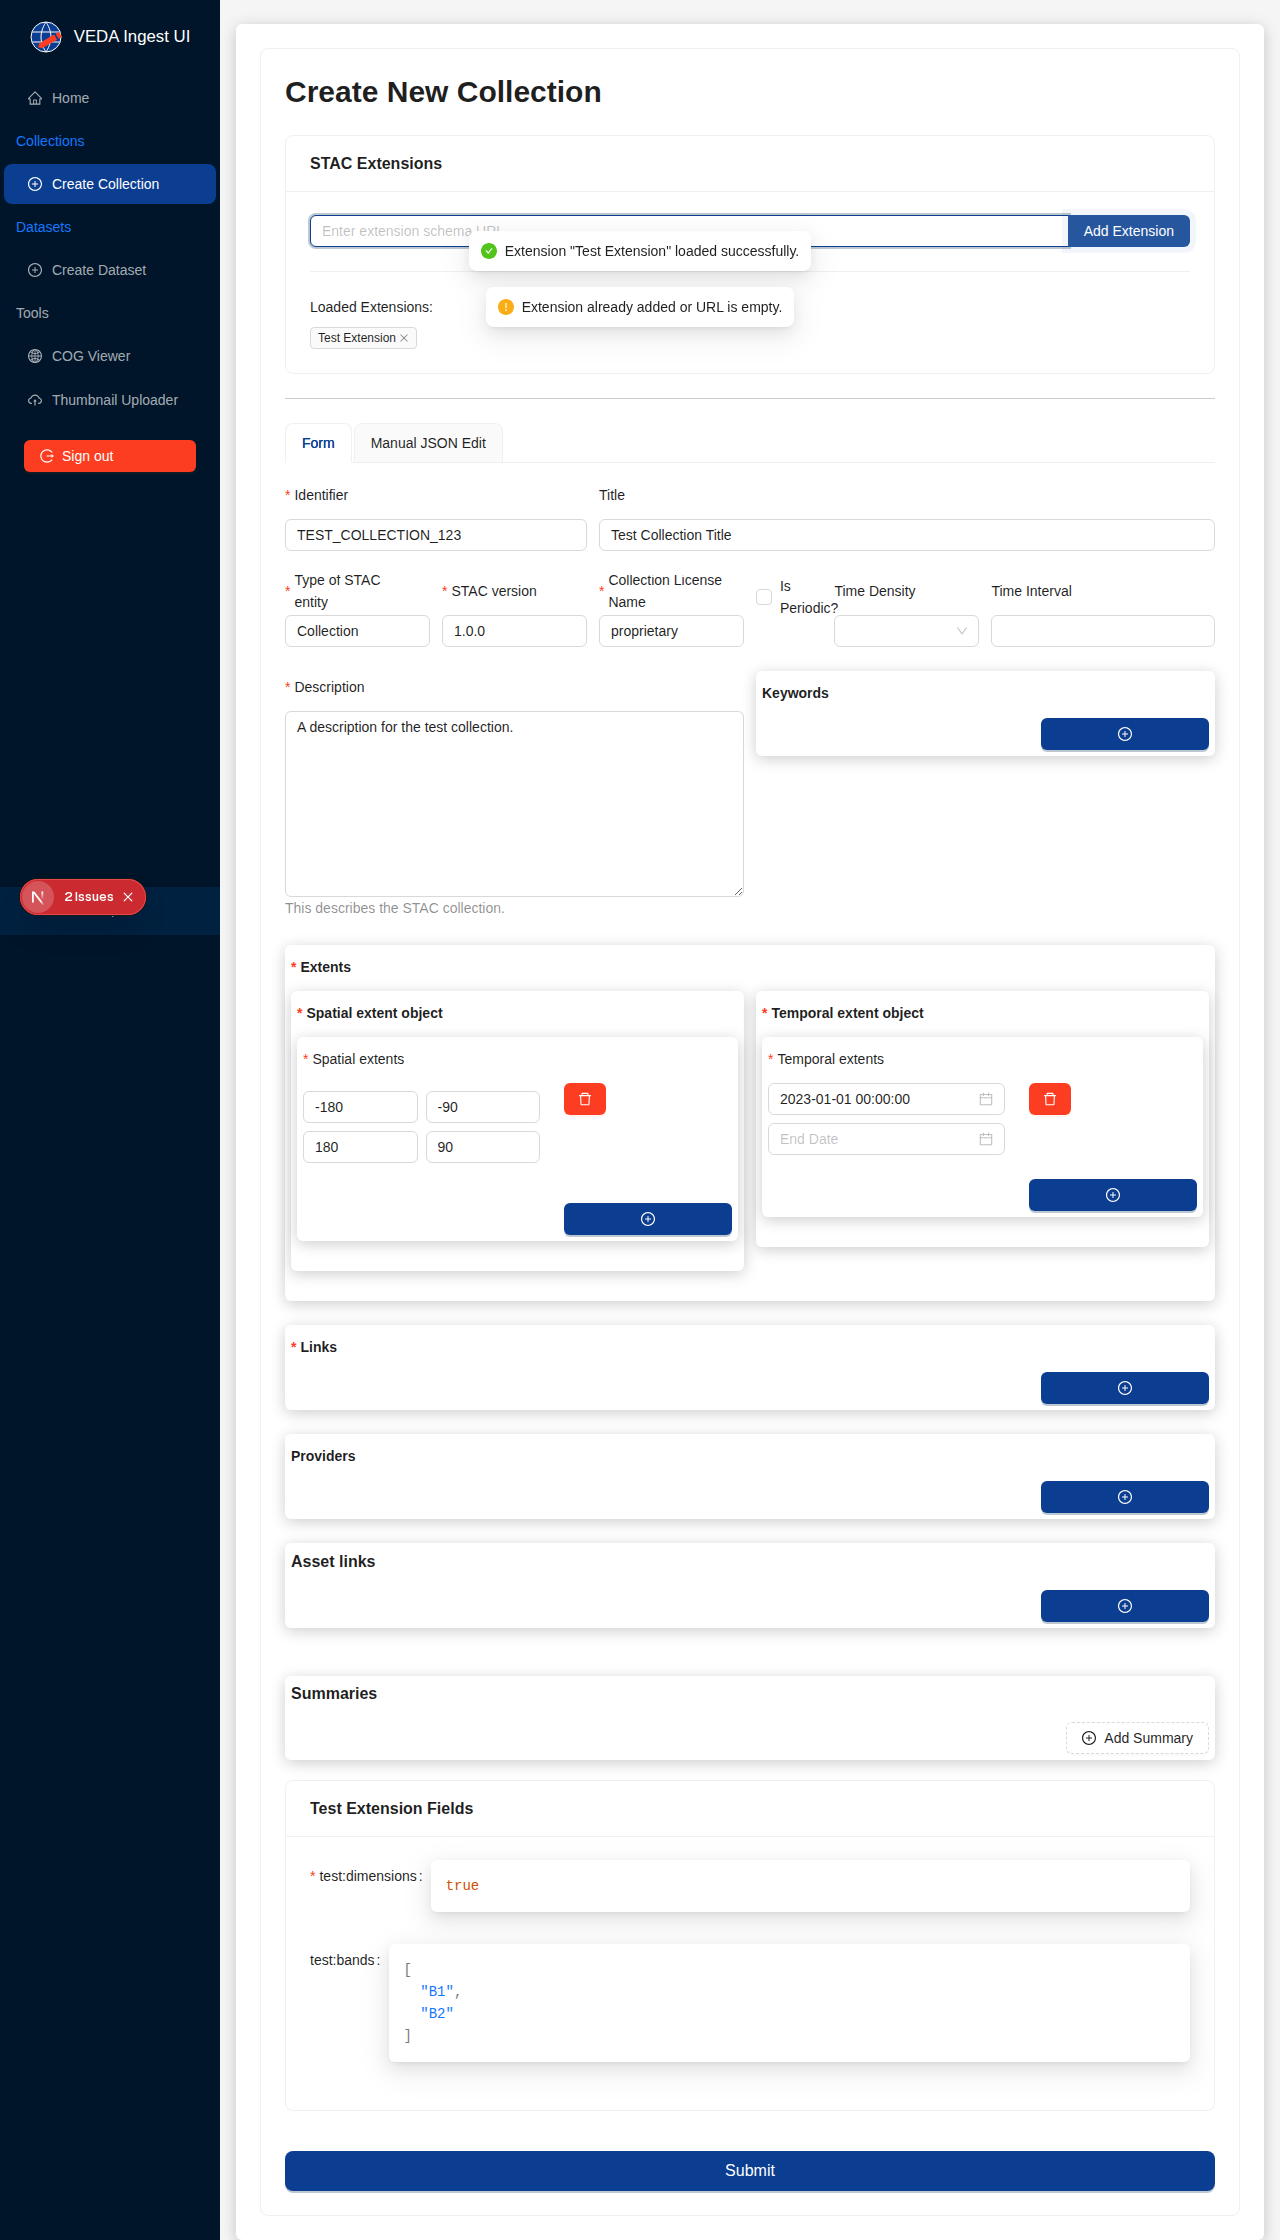 VEDA Ingest UI
Home
Collections
Create Collection
Datasets
Create Dataset
Tools
COG Viewer
Thumbnail Uploader
Sign out
2 Issues
Create New Collection
STAC Extensions
Enter extension schema URL
Add Extension
Extension "Test Extension" loaded successfully.
Extension already added or URL is empty.
Loaded Extensions:
Test Extension
Form
Manual JSON Edit
* Identifier
Title
TEST_COLLECTION_123
Test Collection Title
* Type of STAC entity
* STAC version
* Collection License Name
Is Periodic?
Time Density
Time Interval
Collection
1.0.0
proprietary
* Description
A description for the test collection.
This describes the STAC collection.
Keywords
* Extents
* Spatial extent object
* Spatial extents
-180
-90
180
90
* Temporal extent object
* Temporal extents
2023-01-01 00:00:00
End Date
* Links
Providers
Asset links
Summaries
Add Summary
Test Extension Fields
* test:dimensions:
true
test:bands:
[
"B1",
"B2"
]
Submit